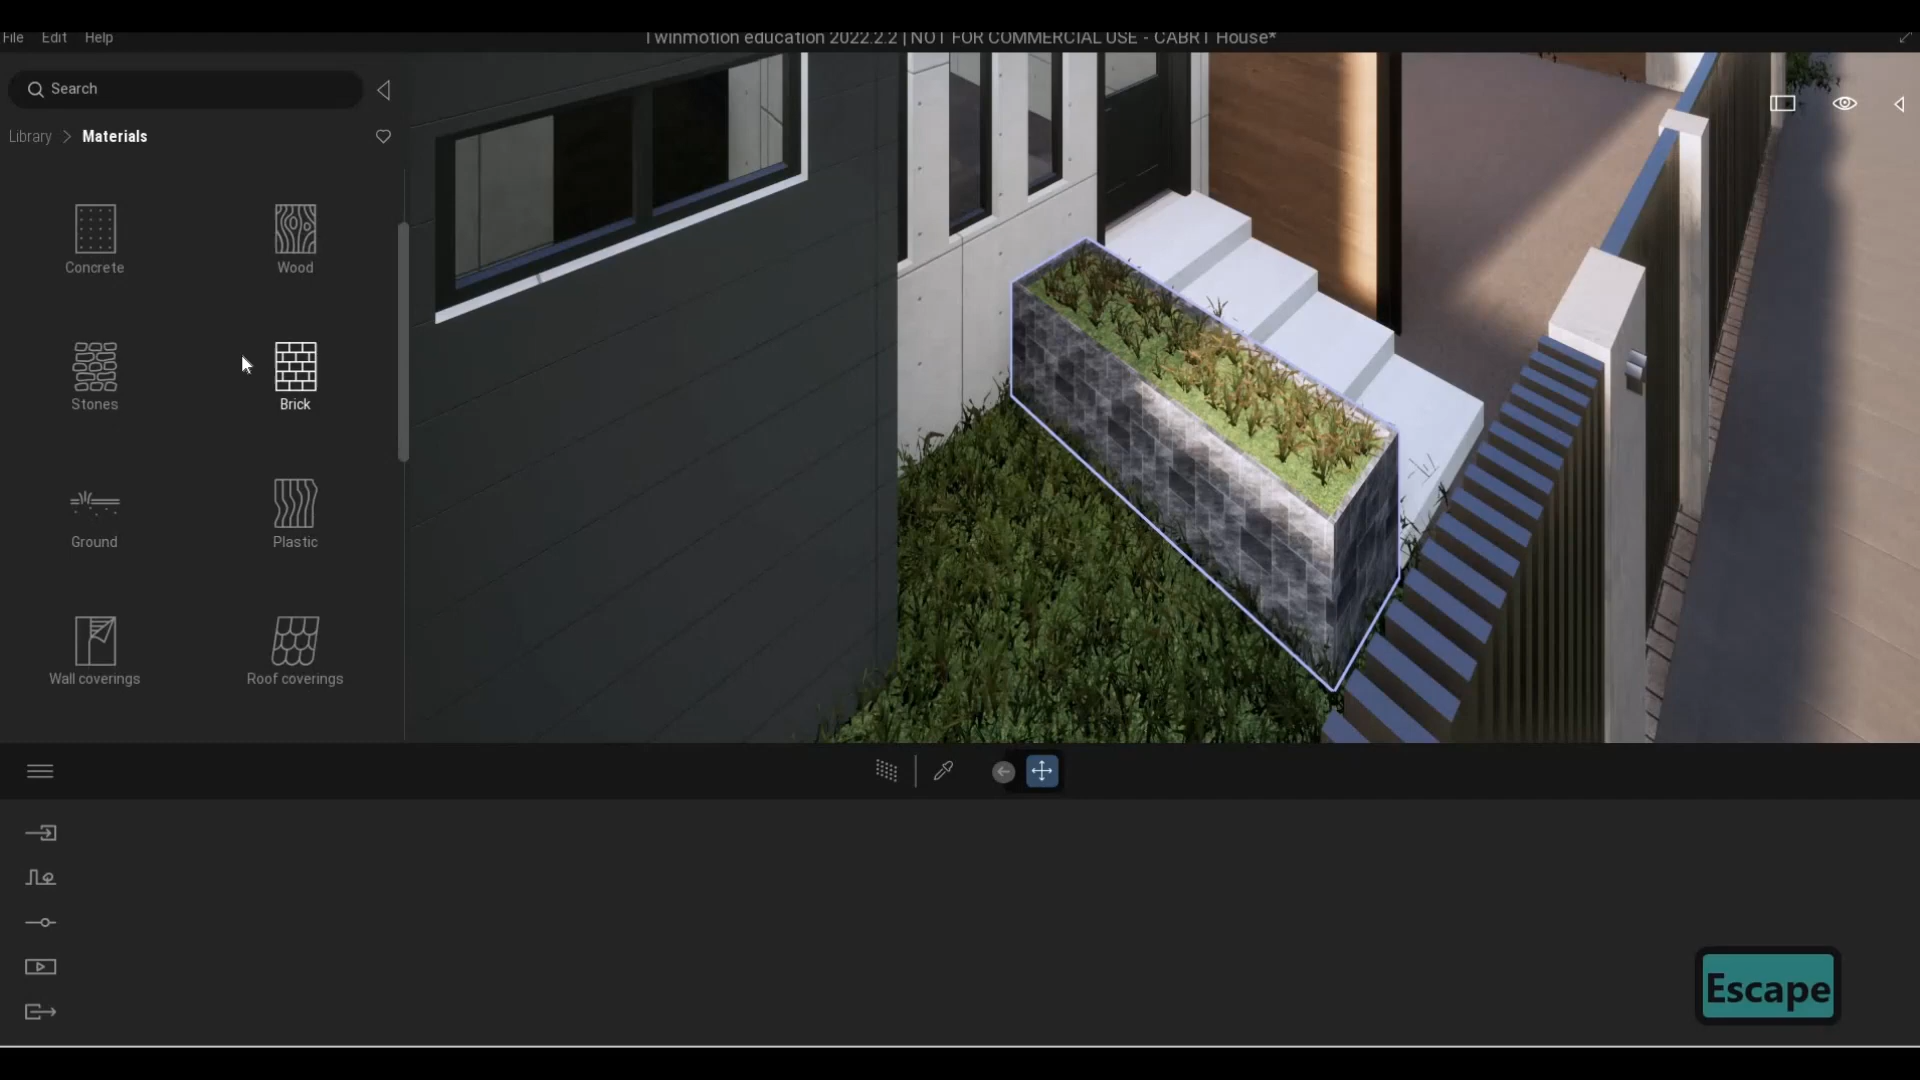 Twinmotion education 2022.2.2 | NOT FOR COMMERCIAL USE - CABRT House*
File Edit Help
Search
Library > Materials
Concrete Wood
Stones Brick
Ground Plastic
Wall coverings Roof coverings
Escape